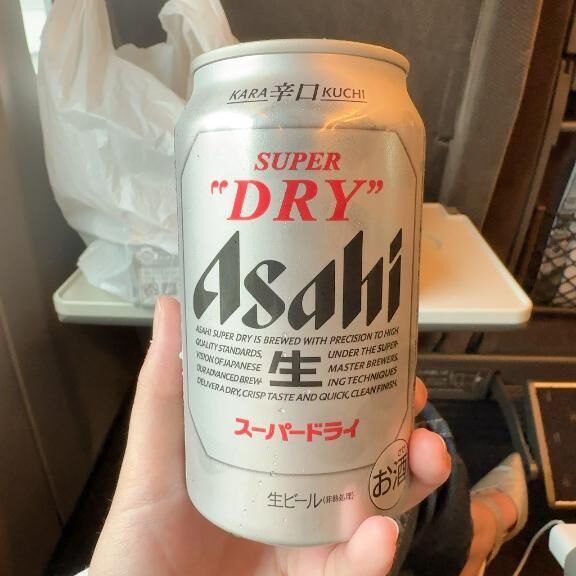 KARA 辛口 KUCHI
SUPER
"DRY"
Asahi
ASAHI SUPER DRY IS BREWED WITH PRECISION TO HIGH
QUALITY STANDARDS, UNDER THE SUPER-
VISION OF JAPANESE MASTER BREWERS.
OUR ADVANCED BREW- ING TECHNIQUES
DELIVER A DRY, CRISP TASTE AND QUICK, CLEAN FINISH.
生
スーパードライ
お酒
生ビール(非熱処理)